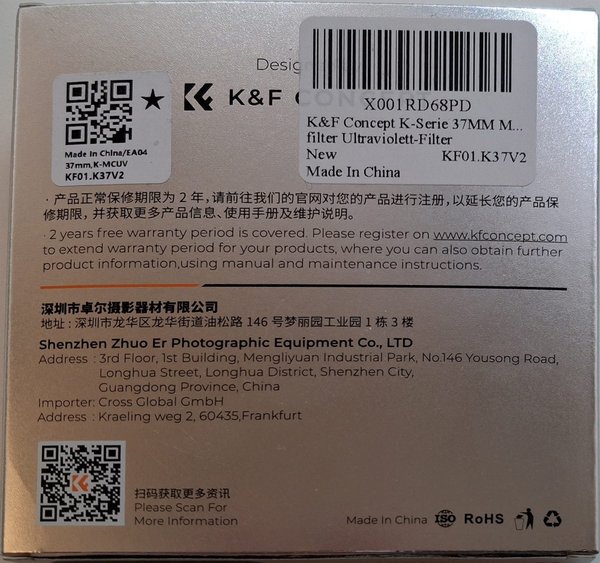 Desig
K&F CONCEPT
Made In China/EA04
37mm,K-MCUV
KF01.K37V2
X001RD68PD
K&F Concept K-Serie 37MM M...
filter Ultraviolett-Filter
New KF01.K37V2
Made In China
· 产品正常保修期限为 2 年，请前往我们的官网对您的产品进行注册，以延长您的产品保
修期限，并获取更多产品信息、使用手册及维护说明。
· 2 years free warranty period is covered. Please register on www.kfconcept.com
to extend warranty period for your products, where you can also obtain further
product information,using manual and maintenance instructions.
深圳市卓尔摄影器材有限公司
地址：深圳市龙华区龙华街道油松路 146 号梦丽园工业园 1 栋 3 楼
Shenzhen Zhuo Er Photographic Equipment Co., LTD
Address : 3rd Floor, 1st Building, Mengliyuan Industrial Park, No.146 Yousong Road,
Longhua Street, Longhua District, Shenzhen City,
Guangdong Province, China
Importer: Cross Global GmbH
Address : Kraeling weg 2, 60435,Frankfurt
扫码获取更多资讯
Please Scan For
More Information
Made In China ISO RoHS